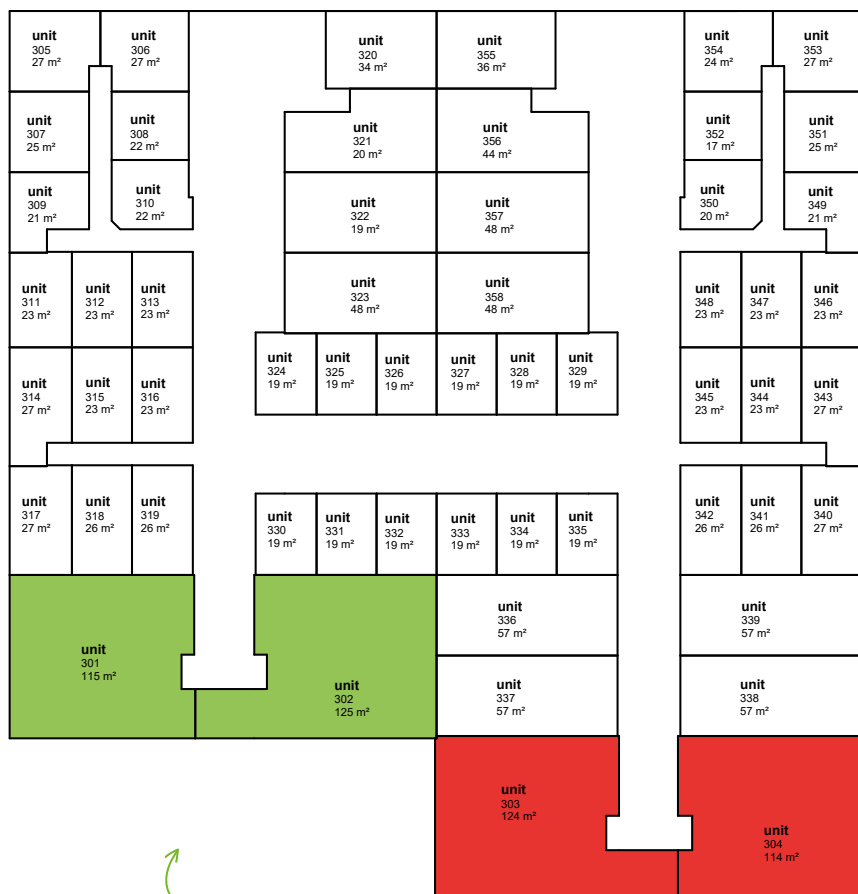 unit
305
27 m²
unit
306
27 m²
unit
320
34 m²
unit
355
36 m²
unit
354
24 m²
unit
353
27 m²
unit
307
25 m²
unit
308
22 m²
unit
321
20 m²
unit
356
44 m²
unit
352
17 m²
unit
351
25 m²
unit
309
21 m²
unit
310
22 m²
unit
322
19 m²
unit
357
48 m²
unit
350
20 m²
unit
349
21 m²
unit
311
23 m²
unit
312
23 m²
unit
313
23 m²
unit
323
48 m²
unit
358
48 m²
unit
348
23 m²
unit
347
23 m²
unit
346
23 m²
unit
314
27 m²
unit
315
23 m²
unit
316
23 m²
unit
324
19 m²
unit
325
19 m²
unit
326
19 m²
unit
327
19 m²
unit
328
19 m²
unit
329
19 m²
unit
345
23 m²
unit
344
23 m²
unit
343
27 m²
unit
317
27 m²
unit
318
26 m²
unit
319
26 m²
unit
330
19 m²
unit
331
19 m²
unit
332
19 m²
unit
333
19 m²
unit
334
19 m²
unit
335
19 m²
unit
342
26 m²
unit
341
26 m²
unit
340
27 m²
unit
301
115 m²
unit
302
125 m²
unit
336
57 m²
unit
339
57 m²
unit
337
57 m²
unit
338
57 m²
unit
303
124 m²
unit
304
114 m²